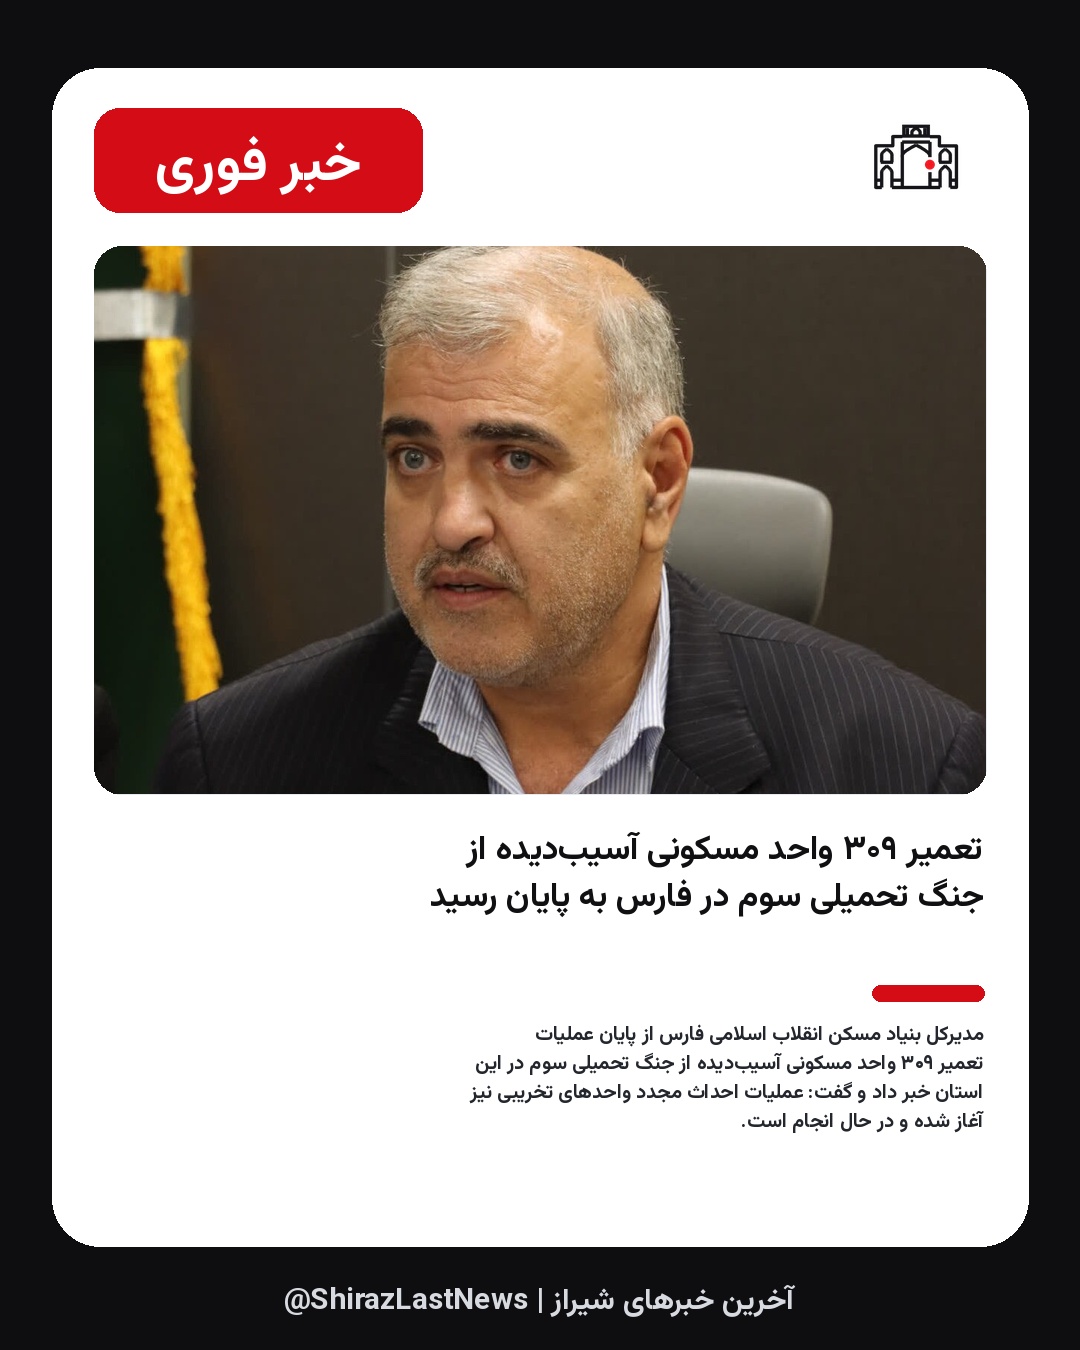 خبر فوری
تعمیر ۳۰۹ واحد مسکونی آسیب‌دیده از
جنگ تحمیلی سوم در فارس به پایان رسید
مدیرکل بنیاد مسکن انقلاب اسلامی فارس از پایان عملیات
تعمیر ۳۰۹ واحد مسکونی آسیب‌دیده از جنگ تحمیلی سوم در این
استان خبر داد و گفت: عملیات احداث مجدد واحدهای تخریبی نیز
آغاز شده و در حال انجام است.
آخرین خبرهای شیراز | @ShirazLastNews